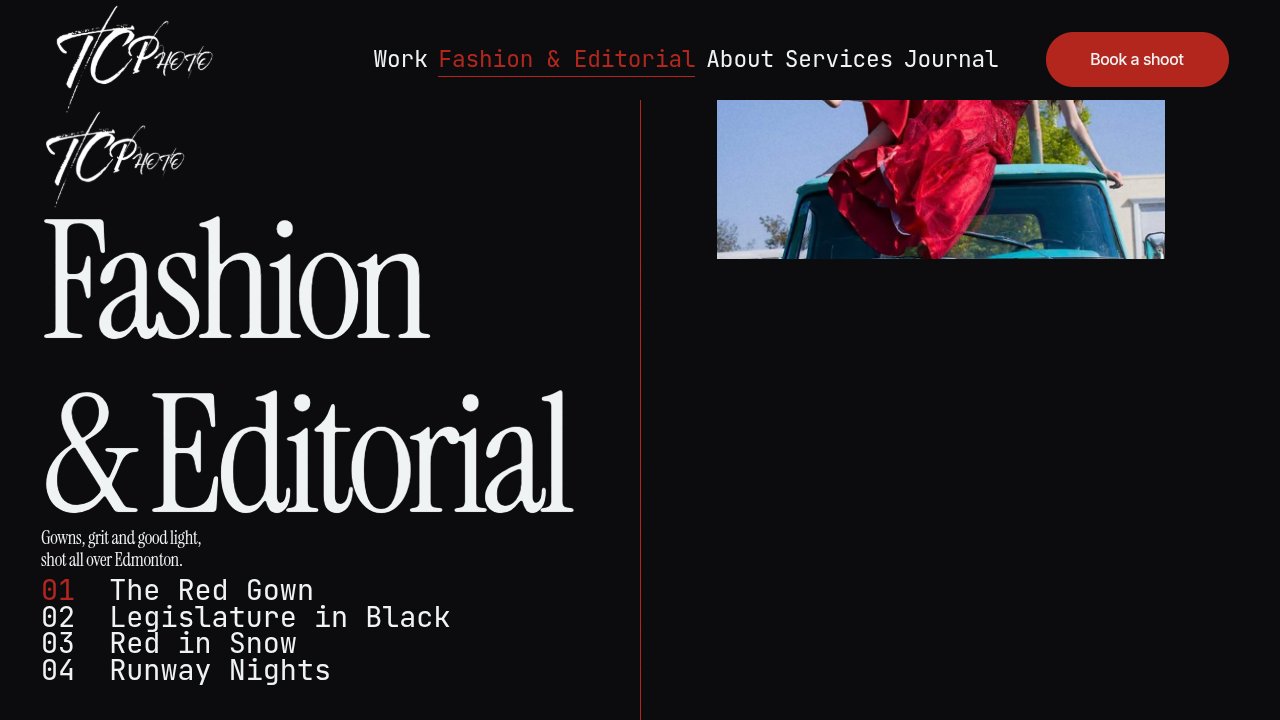 TCPhoto
Work Fashion & Editorial About Services Journal
Book a shoot
TCPhoto
Fashion
& Editorial
Gowns, grit and good light,
shot all over Edmonton.
01 The Red Gown
02 Legislature in Black
03 Red in Snow
04 Runway Nights